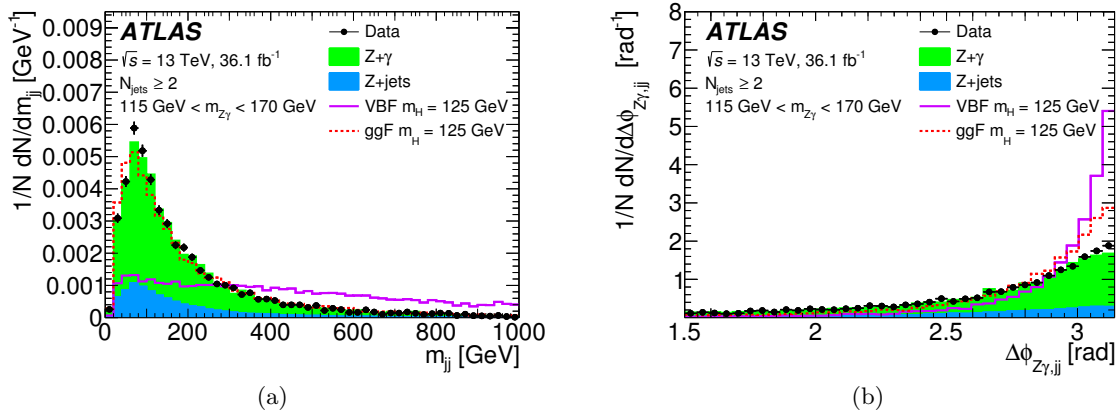 ATLAS
√s = 13 TeV, 36.1 fb⁻¹
N_jets ≥ 2
115 GeV < m_Zγ < 170 GeV
Data
Z+γ
Z+jets
VBF m_H = 125 GeV
ggF m_H = 125 GeV
1/N dN/dm_jj [GeV⁻¹]
0.009
0.008
0.007
0.006
0.005
0.004
0.003
0.002
0.001
0
0 200 400 600 800 1000
m_jj [GeV]
(a)
ATLAS
√s = 13 TeV, 36.1 fb⁻¹
N_jets ≥ 2
115 GeV < m_Zγ < 170 GeV
Data
Z+γ
Z+jets
VBF m_H = 125 GeV
ggF m_H = 125 GeV
1/N dN/dΔϕ_Zγ,jj [rad⁻¹]
8
7
6
5
4
3
2
1
1.5 2 2.5 3
Δϕ_Zγ,jj [rad]
(b)